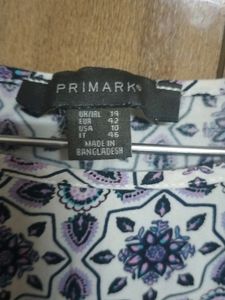 PRIMARK
UK/IRL 14
EUR 42
USA 10
IT 46
MADE IN
BANGLADESH